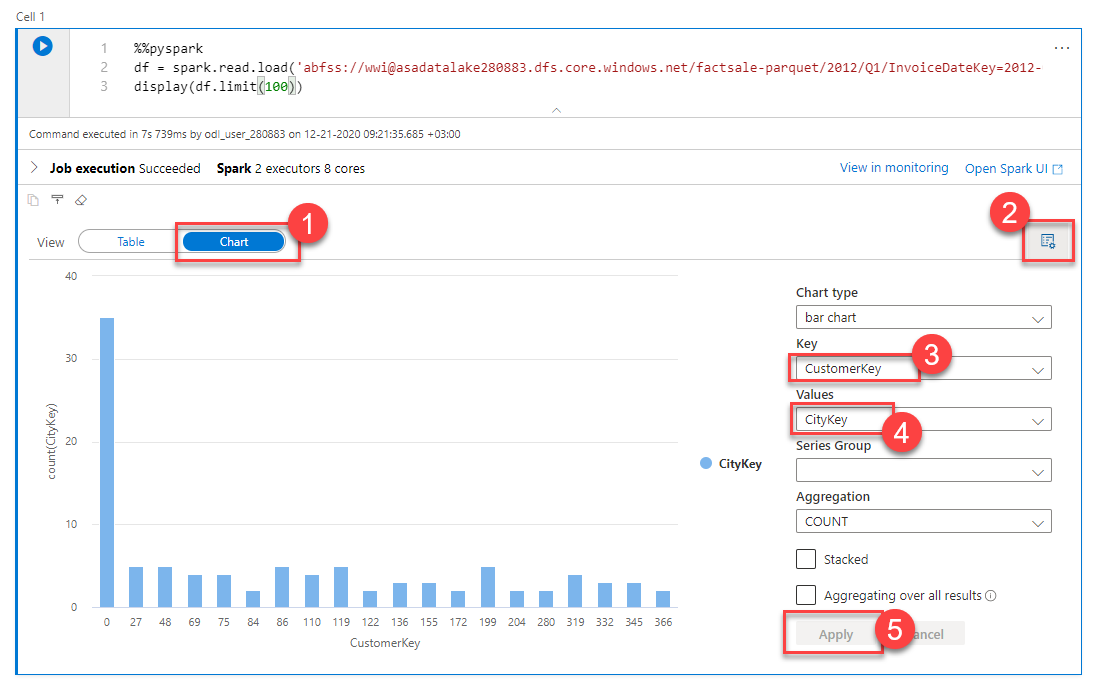 Cell 1
1 %%pyspark
2 df = spark.read.load('abfss://wwi@asadatalake280883.dfs.core.windows.net/factsale-parquet/2012/Q1/InvoiceDateKey=2012-
3 display(df.limit(100))
...
Command executed in 7s 739ms by odl_user_280883 on 12-21-2020 09:21:35.685 +03:00
Job execution Succeeded Spark 2 executors 8 cores View in monitoring Open Spark UI
View Table Chart 1 2
40
30
20
10
0
count(CityKey)
0 27 48 69 75 84 86 110 119 122 136 155 172 199 204 280 319 332 345 366
CustomerKey
CityKey
Chart type
bar chart
Key
CustomerKey 3
Values
CityKey 4
Series Group
Aggregation
COUNT
Stacked
Aggregating over all results
Apply 5 ancel